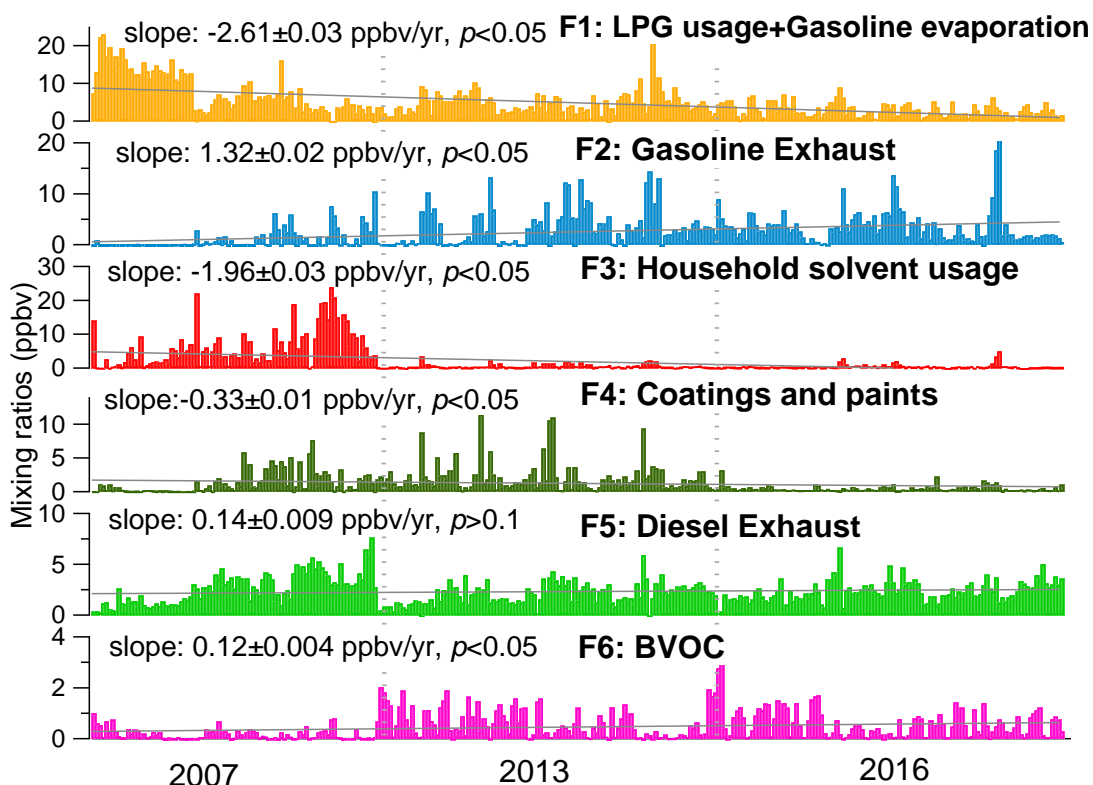 slope: -2.61±0.03 ppbv/yr, p<0.05 F1: LPG usage+Gasoline evaporation
20
10
0
slope: 1.32±0.02 ppbv/yr, p<0.05 F2: Gasoline Exhaust
20
10
0
slope: -1.96±0.03 ppbv/yr, p<0.05 F3: Household solvent usage
30
20
10
0
slope:-0.33±0.01 ppbv/yr, p<0.05 F4: Coatings and paints
10
5
0
slope: 0.14±0.009 ppbv/yr, p>0.1 F5: Diesel Exhaust
10
5
0
slope: 0.12±0.004 ppbv/yr, p<0.05 F6: BVOC
4
2
0
Mixing ratios (ppbv)
2007 2013 2016